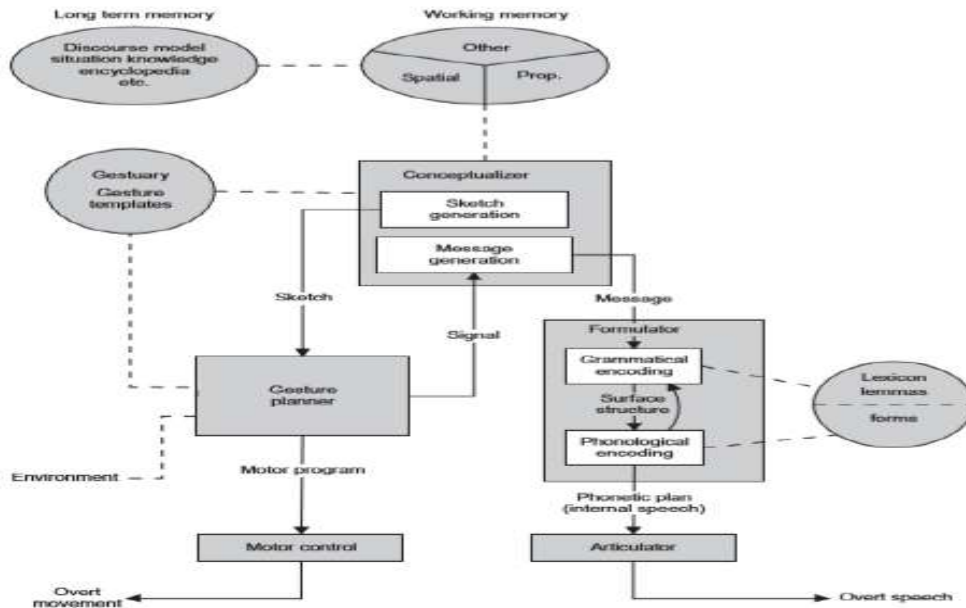 Long term memory
Working memory
Discourse model
situation knowledge
encyclopedia
etc.
Other
Spatial
Prop.
Gestuary
Gesture
templates
Conceptualizer
Sketch
generation
Message
generation
Sketch
Signal
Message
Formulator
Grammatical
encoding
Surface
structure
Phonological
encoding
Lexicon
lemmas
forms
Gesture
planner
Environment
Motor program
Phonetic plan
(internal speech)
Motor control
Articulator
Overt
movement
Overt speech